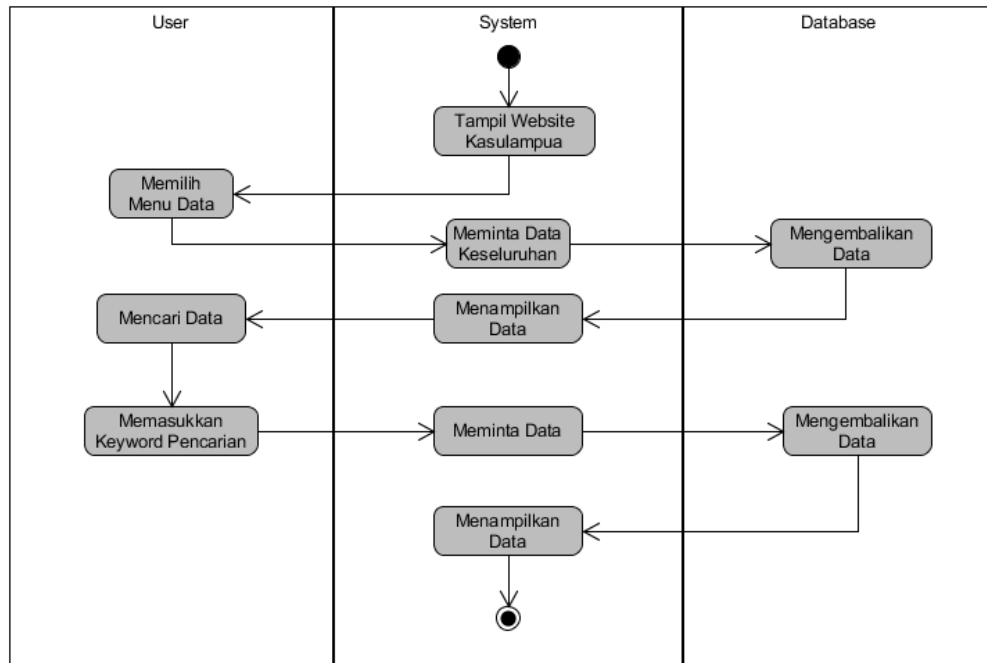 User
System
Database
Tampil Website
Kasulampua
Memilih
Menu Data
Meminta Data
Keseluruhan
Mengembalikan
Data
Mencari Data
Menampilkan
Data
Memasukkan
Keyword Pencarian
Meminta Data
Mengembalikan
Data
Menampilkan
Data